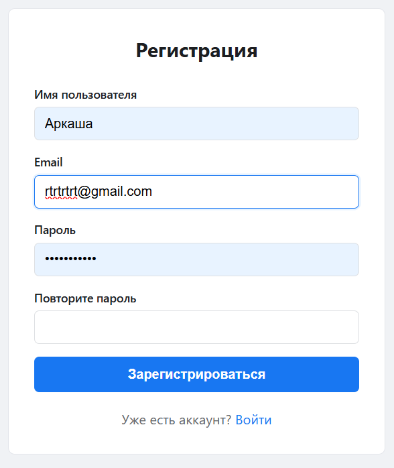 Регистрация
Имя пользователя
Аркаша
Email
rtrtrtrt@gmail.com
Пароль
•••••••••••
Повторите пароль
Зарегистрироваться
Уже есть аккаунт? Войти